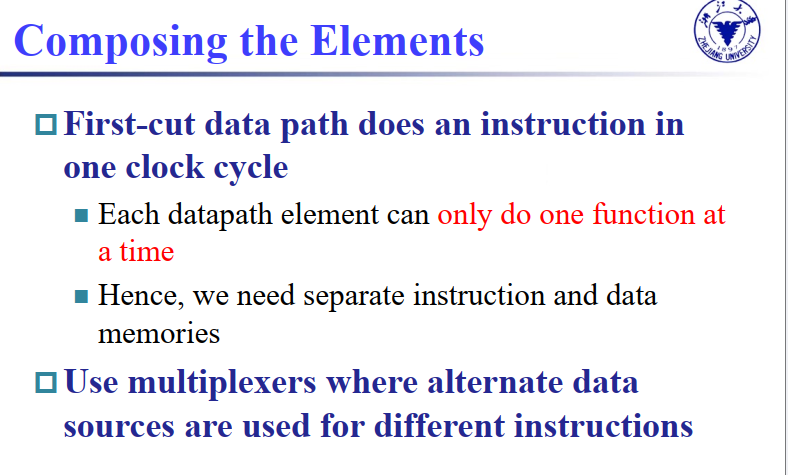 Composing the Elements
First-cut data path does an instruction in
one clock cycle
Each datapath element can only do one function at
a time
Hence, we need separate instruction and data
memories
Use multiplexers where alternate data
sources are used for different instructions
ZHEJIANG UNIVERSITY
1897